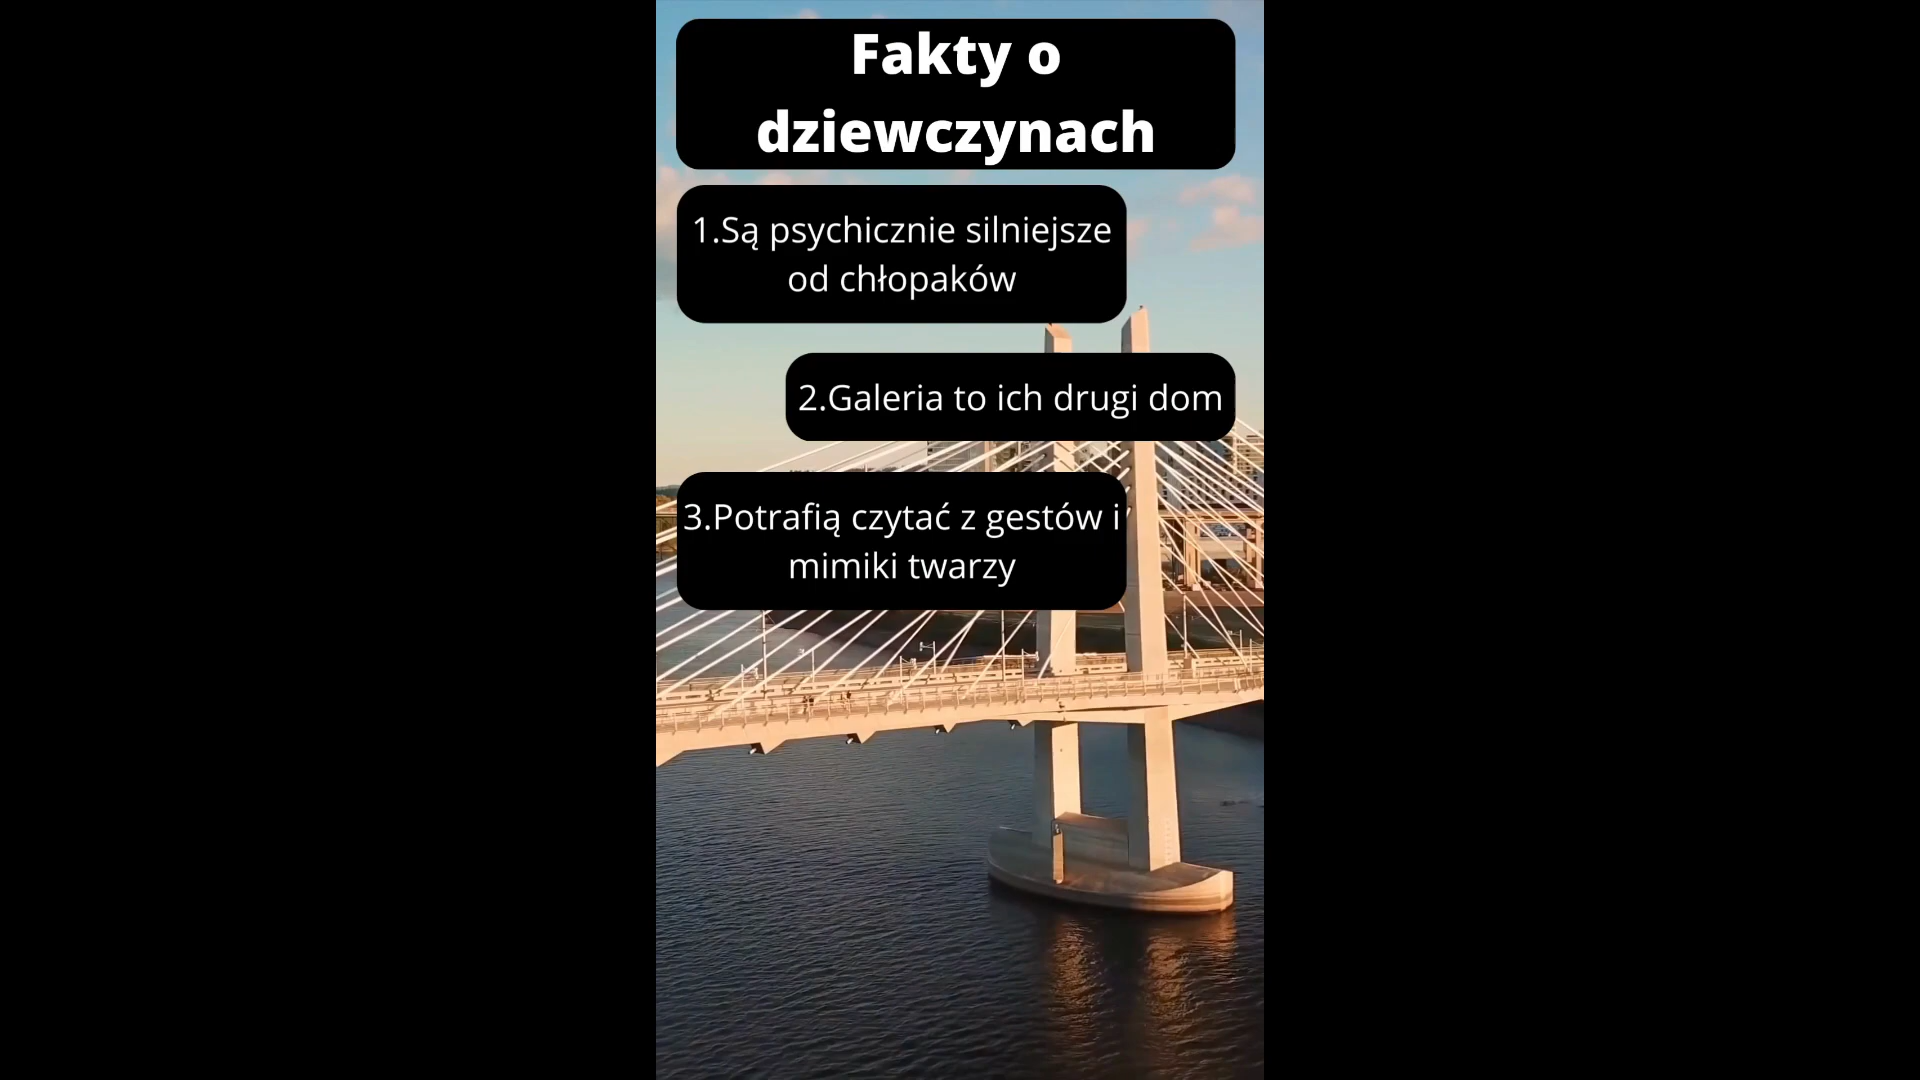 Fakty o
dziewczynach
1.Są psychicznie silniejsze
od chłopaków
2.Galeria to ich drugi dom
3.Potrafią czytać z gestów i
mimiki twarzy